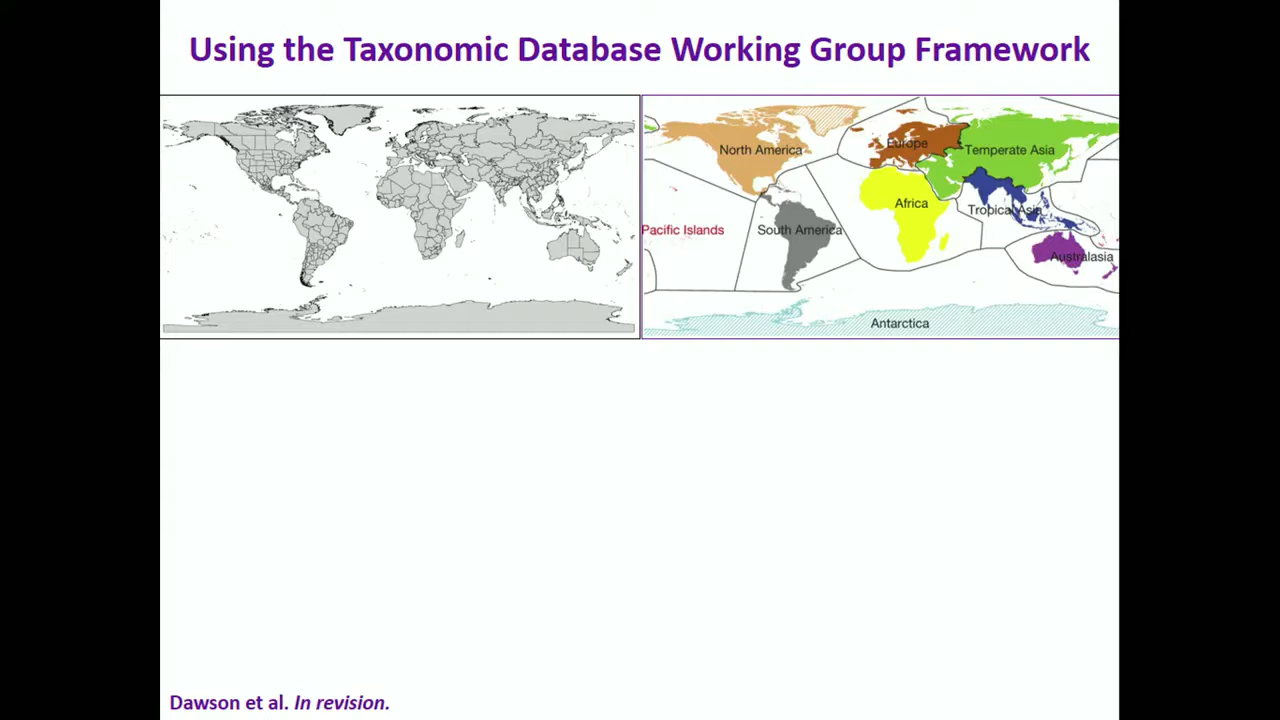 Using the Taxonomic Database Working Group Framework
North America
Europe
Temperate Asia
Africa
Tropical Asia
Pacific Islands
South America
Australasia
Antarctica
Dawson et al. In revision.